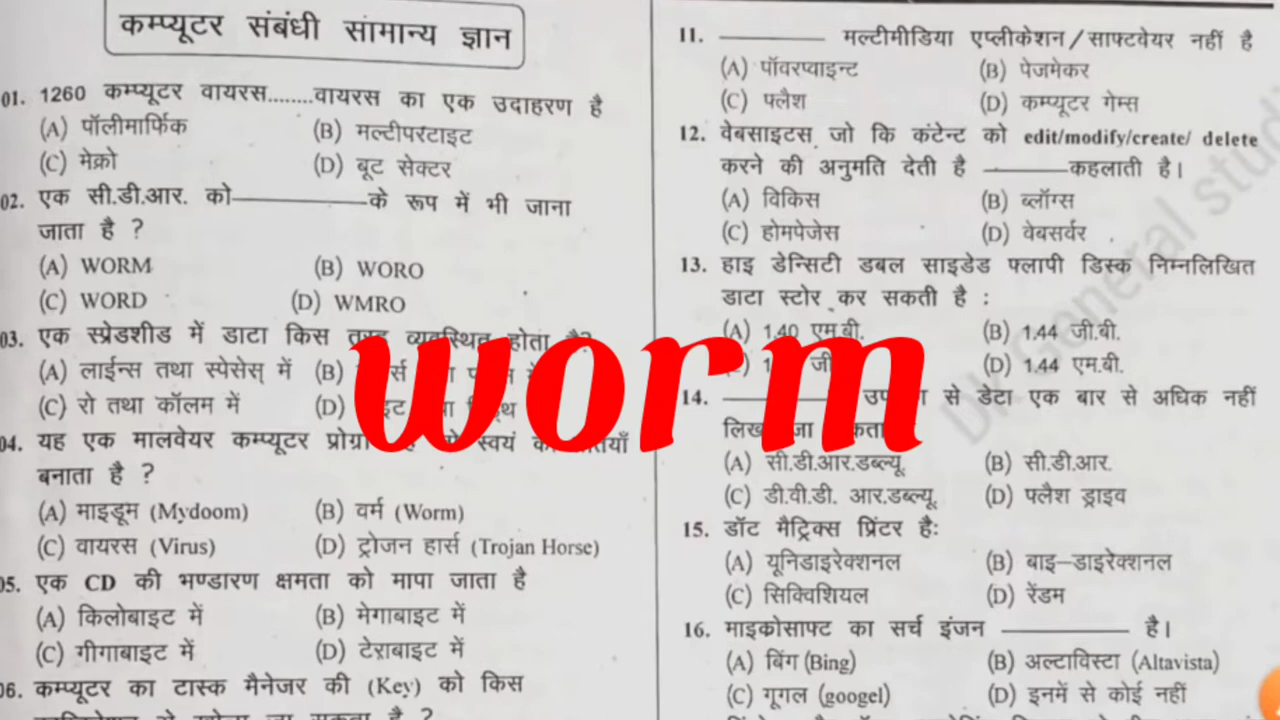 कम्प्यूटर संबंधी सामान्य ज्ञान
01. 1260 कम्प्यूटर वायरस........वायरस का एक उदाहरण है
(A) पॉलीमार्फिक (B) मल्टीपरटाइट
(C) मेक्रो (D) बूट सेक्टर
02. एक सी.डी.आर. को————के रूप में भी जाना
जाता है ?
(A) WORM (B) WORO
(C) WORD (D) WMRO
03. एक स्प्रेडशीड में डाटा किस व्यवस्थित होता है?
(A) लाईन्स तथा स्पेसेस् में (B)
(C) रो तथा कॉलम में (D)
04. यह एक मालवेयर कम्प्यूटर स्वयं
बनाता है ?
(A) माइडूम (Mydoom) (B) वर्म (Worm)
(C) वायरस (Virus) (D) ट्रोजन हार्स (Trojan Horse)
05. एक CD की भण्डारण क्षमता को मापा जाता है
(A) किलोबाइट में (B) मेगाबाइट में
(C) गीगाबाइट में (D) टेराबाइट में
06. कम्प्यूटर का टास्क मैनेजर की (Key) को किस
worm
11. ———— मल्टीमीडिया एप्लीकेशन/साफ्टवेयर नहीं है
(A) पॉवरप्वाइन्ट (B) पेजमेकर
(C) फ्लैश (D) कम्प्यूटर गेम्स
12. वेबसाइटस् जो कि कंटेन्ट को edit/modify/create/ delete
करने की अनुमति देती है ————कहलाती है।
(A) विकिस (B) ब्लॉग्स
(C) होमपेजेस (D) वेबसर्वर
13. हाइ डेन्सिटी डबल साइडेड फ्लापी डिस्क निम्नलिखित
डाटा स्टोर कर सकती है :
(A) 1.40 एम.बी. (B) 1.44 जी.बी.
(D) 1.44 एम.बी.
14. ———— से डेटा एक बार से अधिक नहीं
(A) सी.डी.आर.डब्ल्यू. (B) सी.डी.आर.
(C) डी.वी.डी. आर.डब्ल्यू. (D) फ्लैश ड्राइव
15. डॉट मैट्रिक्स प्रिंटर है:
(A) यूनिडाइरेक्शनल (B) बाइ-डाइरेक्शनल
(C) सिक्विशियल (D) रेंडम
16. माइकोसाफ्ट का सर्च इंजन ———— है।
(A) बिंग (Bing) (B) अल्टाविस्टा (Altavista)
(C) गूगल (googel) (D) इनमें से कोई नहीं